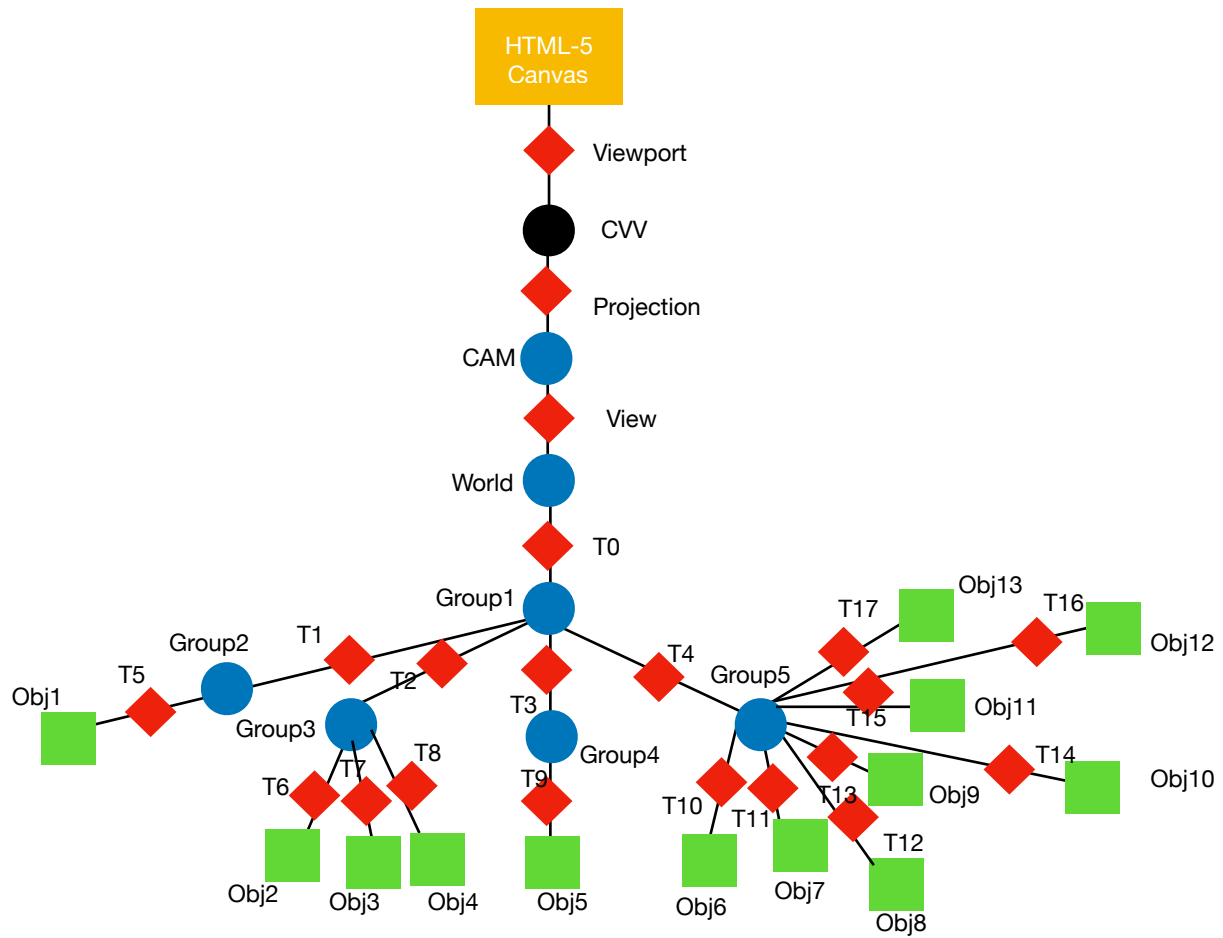 HTML-5
Canvas
Viewport
CVV
Projection
CAM
View
World
T0
Group1
T1
T2
T3
T4
Group2
T5
Obj1
Group3
T6
T7
T8
Obj2
Obj3
Obj4
Group4
T9
Obj5
Group5
T17
Obj13
T16
Obj12
T15
Obj11
T14
Obj10
T13
Obj9
T12
Obj8
T11
Obj7
T10
Obj6